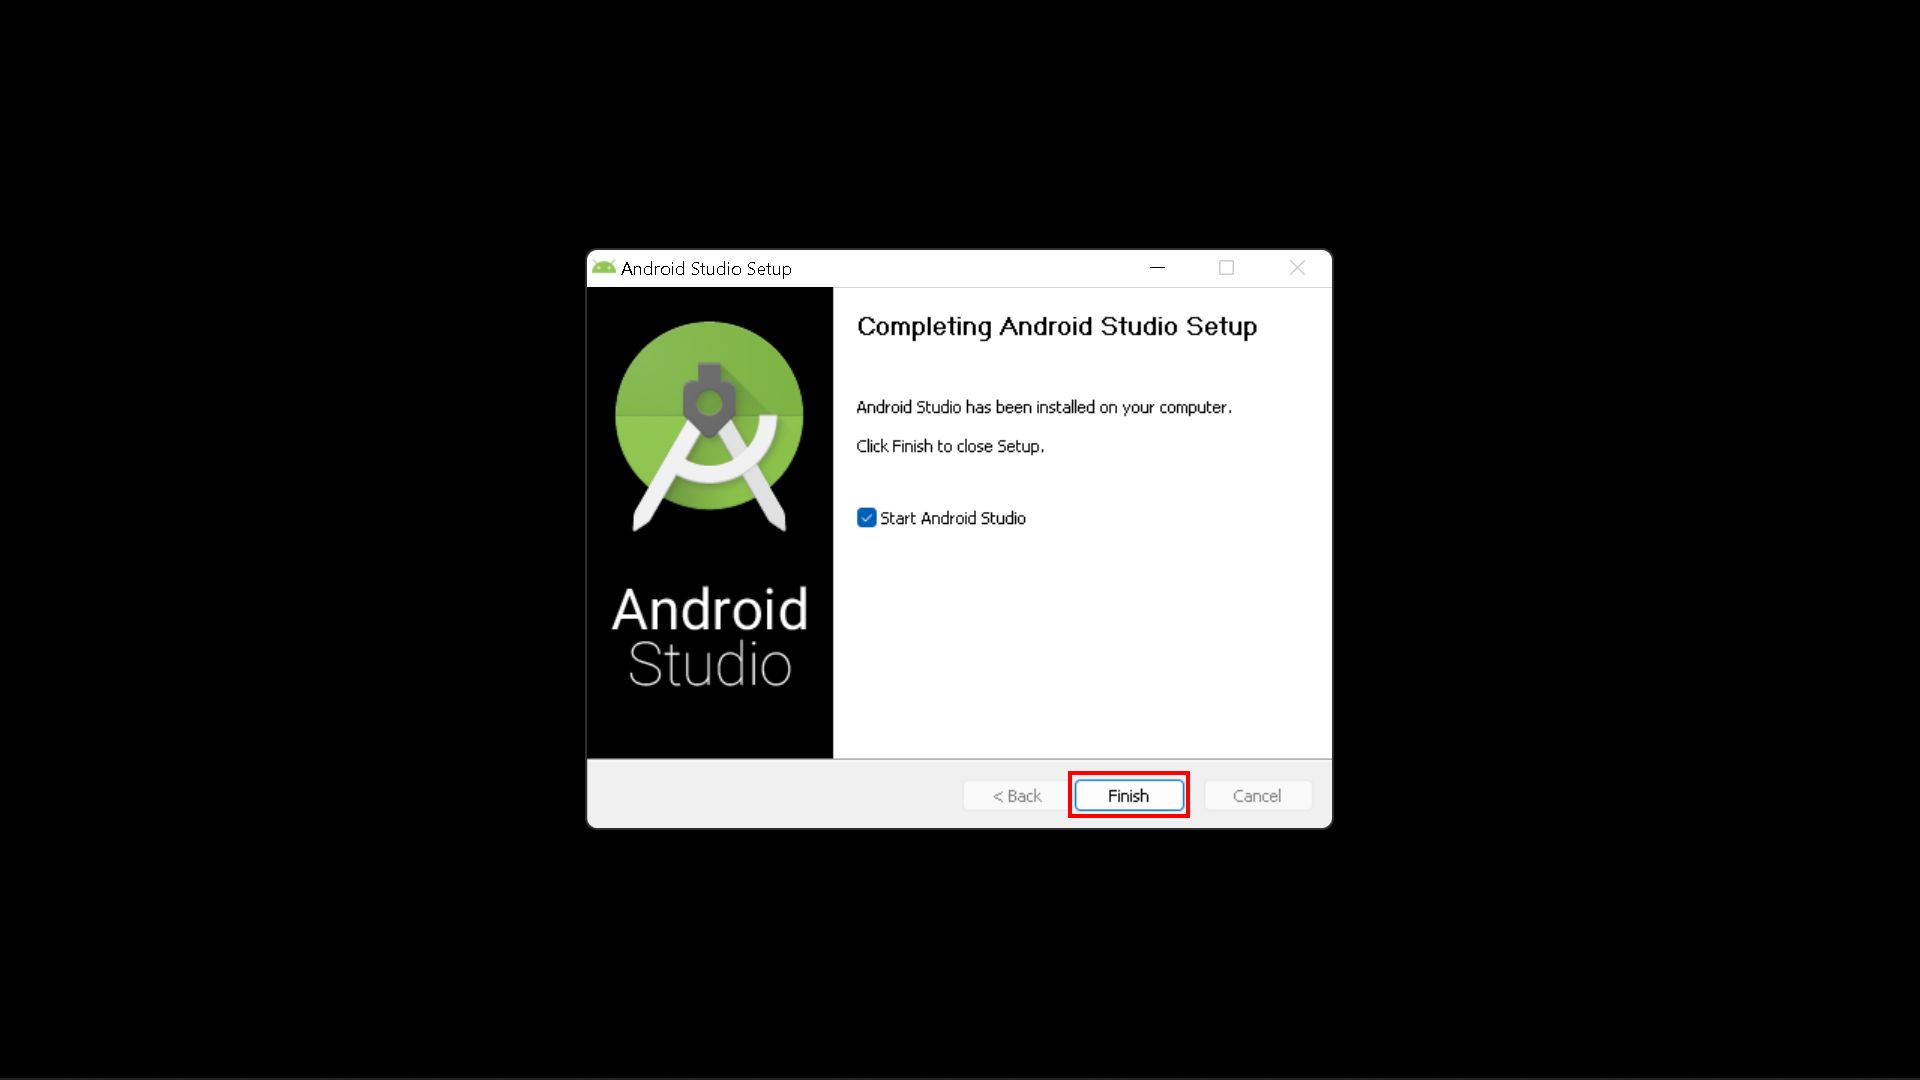 Android Studio Setup
Completing Android Studio Setup
Android Studio has been installed on your computer.
Click Finish to close Setup.
Start Android Studio
Android
Studio
< Back
Finish
Cancel